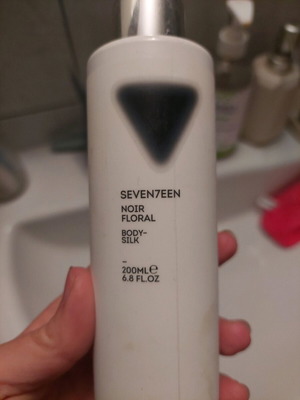 SEVEN7EEN
NOIR
FLORAL
BODY-
SILK
–
200ML℮
6.8 FL.OZ